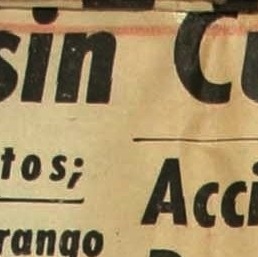 sin Cu
tos;
Acci
rango